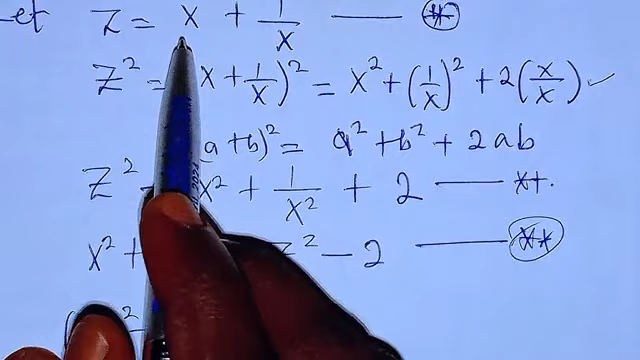 et Z = x + 1/x —— (*)
Z² = (x + 1/x)² = x² + (1/x)² + 2(x/x) ✓
(a+b)² = a² + b² + 2ab
Z² = x² + 1/x² + 2 —— **.
x² + z² - 2 —— (**)